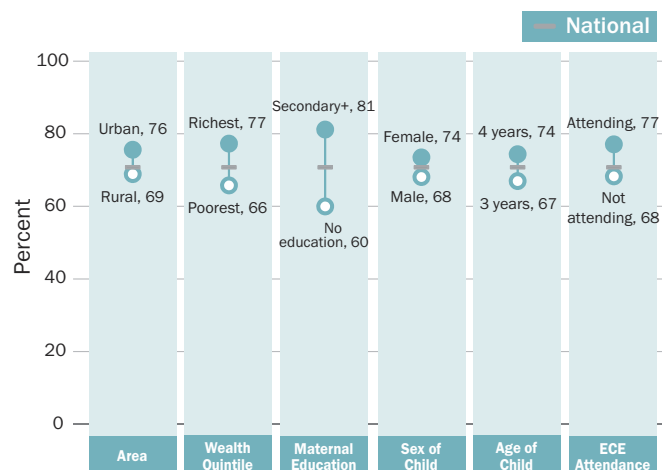 National
100
80
60
40
20
0
Percent
Urban, 76
Rural, 69
Richest, 77
Poorest, 66
Secondary+, 81
No
education, 60
Female, 74
Male, 68
4 years, 74
3 years, 67
Attending, 77
Not
attending, 68
Area
Wealth
Quintile
Maternal
Education
Sex of
Child
Age of
Child
ECE
Attendance